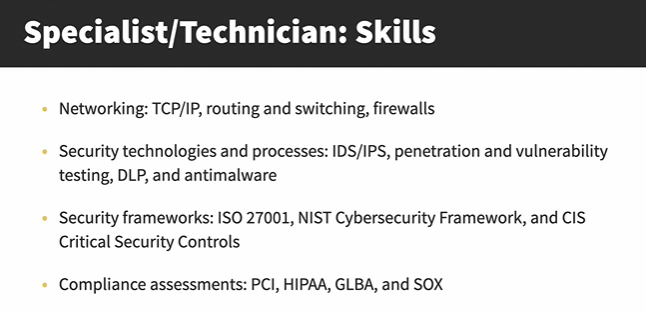 Specialist/Technician: Skills
• Networking: TCP/IP, routing and switching, firewalls
• Security technologies and processes: IDS/IPS, penetration and vulnerability
testing, DLP, and antimalware
• Security frameworks: ISO 27001, NIST Cybersecurity Framework, and CIS
Critical Security Controls
• Compliance assessments: PCI, HIPAA, GLBA, and SOX